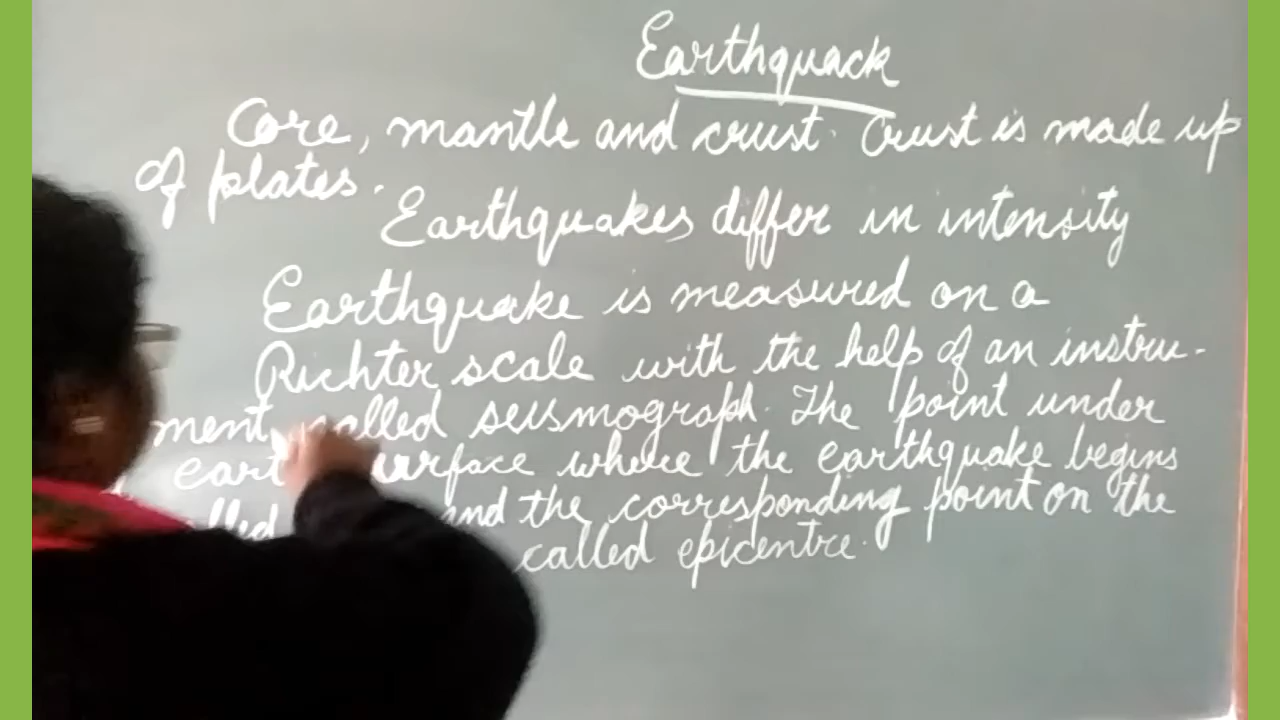 Earthquack
Core, mantle and crust. Crust is made up
of plates.
Earthquakes differ in intensity
Earthquake is measured on a
Richter scale with the help of an instru-
ment called seismograph. The point under
where the earthquake begins
and the corresponding point on the
called epicentre.